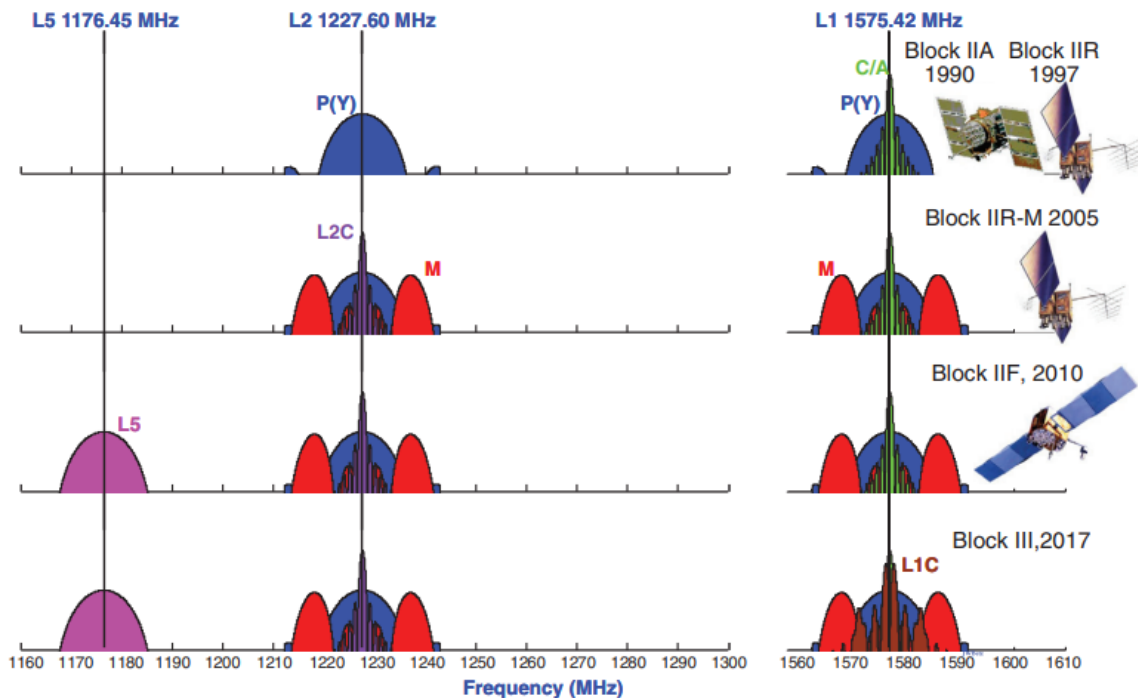 L5 1176.45 MHz
L2 1227.60 MHz
L1 1575.42 MHz
Block IIA
1990
Block IIR
1997
C/A
P(Y)
P(Y)
Block IIR-M 2005
L2C
M
M
Block IIF, 2010
L5
Block III,2017
L1C
1160 1170 1180 1190 1200 1210 1220 1230 1240 1250 1260 1270 1280 1290 1300 1560 1570 1580 1590 1600 1610
Frequency (MHz)